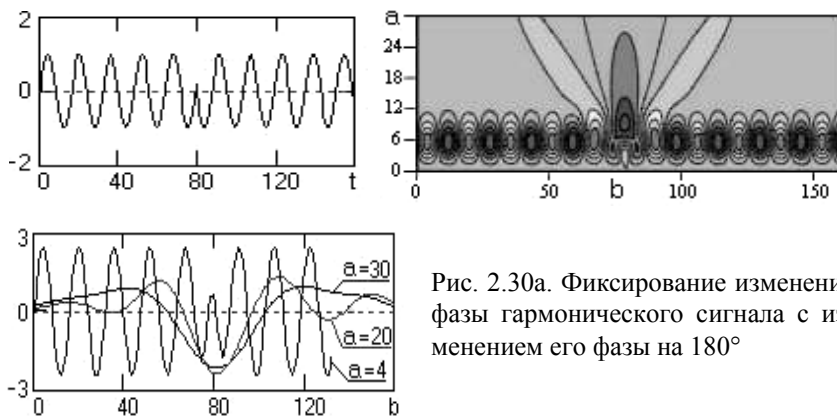 2
0
-2
0 40 80 120 t
a
24
18
12
6
0
0 50 b 100 150
3
0
-3
0 40 80 120 b
a=30
a=20
a=4
Рис. 2.30а. Фиксирование изменени
фазы гармонического сигнала с из
менением его фазы на 180°